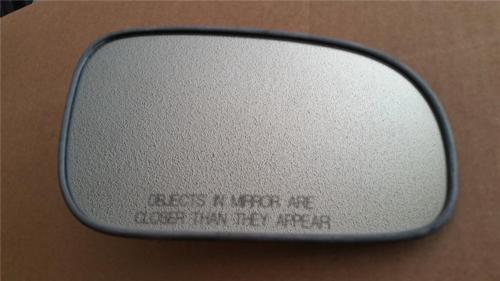 OBJECTS IN MIRROR ARE
CLOSER THAN THEY APPEAR